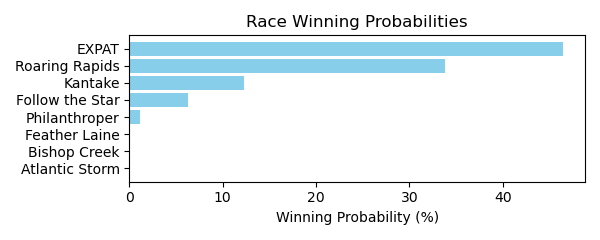 Race Winning Probabilities
EXPAT
Roaring Rapids
Kantake
Follow the Star
Philanthroper
Feather Laine
Bishop Creek
Atlantic Storm
0 10 20 30 40
Winning Probability (%)